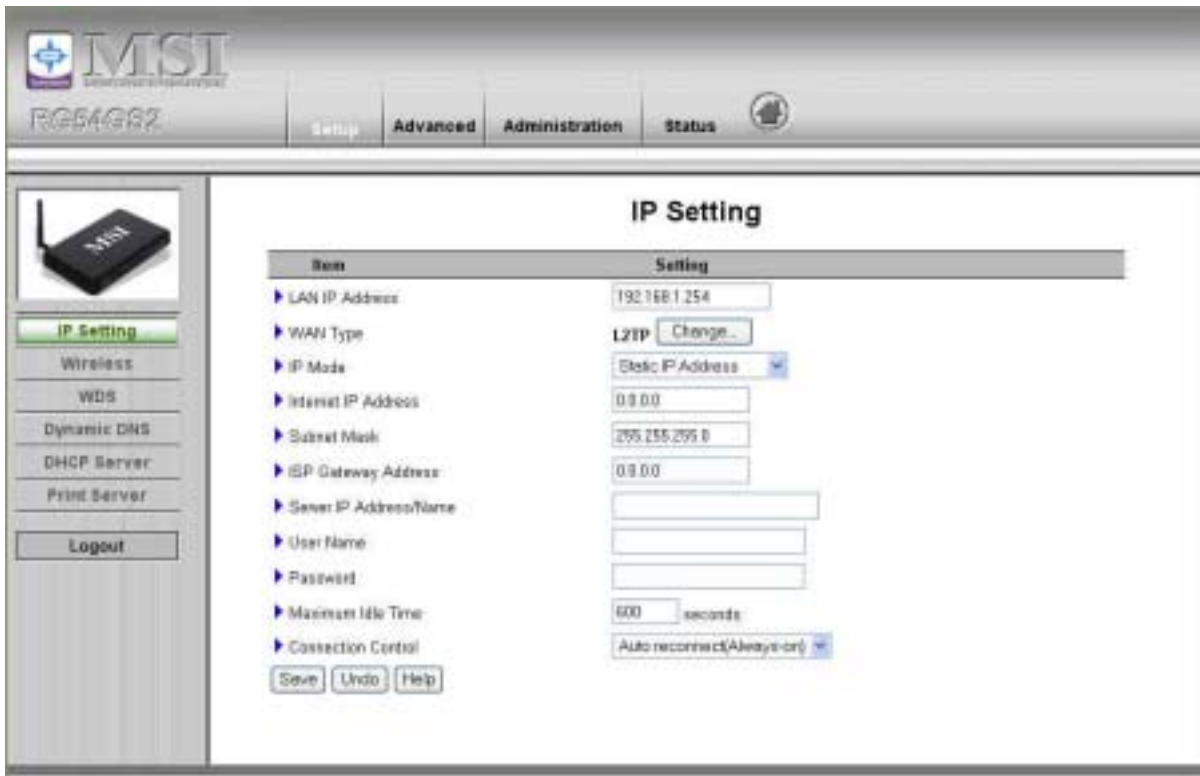 MSI
RG54GS2
Setup
Advanced
Administration
Status
MSI
IP Setting
Wireless
WDS
Dynamic DNS
DHCP Server
Print Server
Logout
IP Setting
Item Setting
LAN IP Address 192.168.1.254
WAN Type L2TP Change...
IP Mode Static IP Address
Internet IP Address 0.0.0.0
Subnet Mask 255.255.255.0
ISP Gateway Address 0.0.0.0
Server IP Address/Name
User Name
Password
Maximum Idle Time 600 seconds
Connection Control Auto reconnect(Always-on)
Save Undo Help